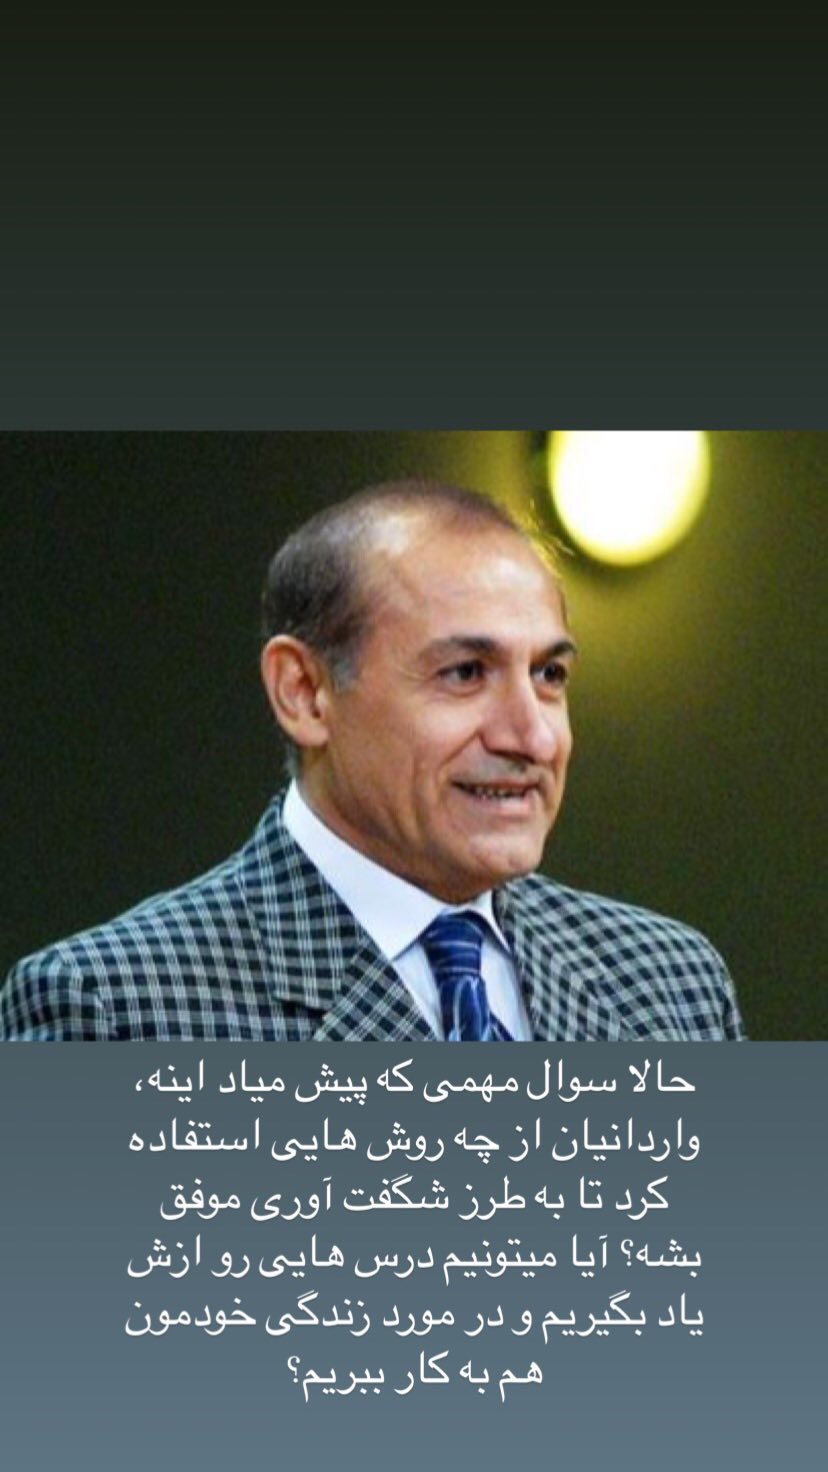 حالا سوال مهمی که پیش میاد اینه،
واردانیان از چه روش هایی استفاده
کرد تا به طرز شگفت آوری موفق
بشه؟ آیا میتونیم درس هایی رو ازش
یاد بگیریم و در مورد زندگی خودمون
هم به کار ببریم؟